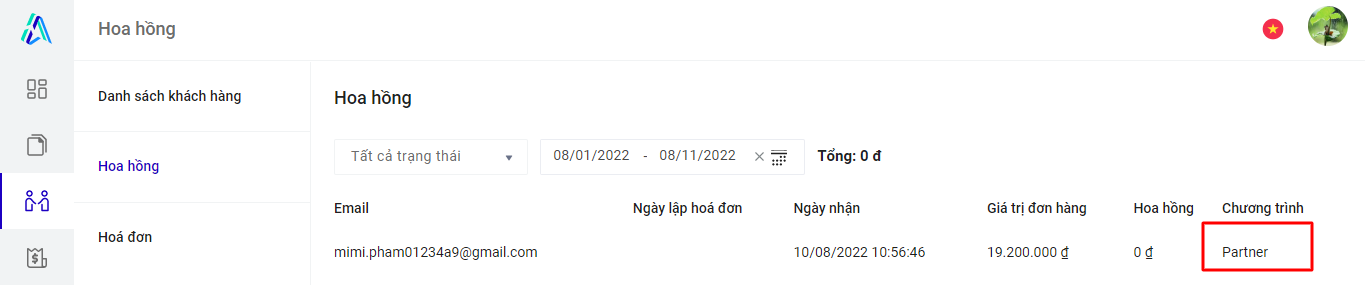 Hoa hồng
Danh sách khách hàng
Hoa hồng
Hoá đơn
Hoa hồng
Tất cả trạng thái
08/01/2022 - 08/11/2022
Tổng: 0 đ
Email Ngày lập hoá đơn Ngày nhận Giá trị đơn hàng Hoa hồng Chương trình
mimi.pham01234a9@gmail.com 10/08/2022 10:56:46 19.200.000 ₫ 0 ₫ Partner